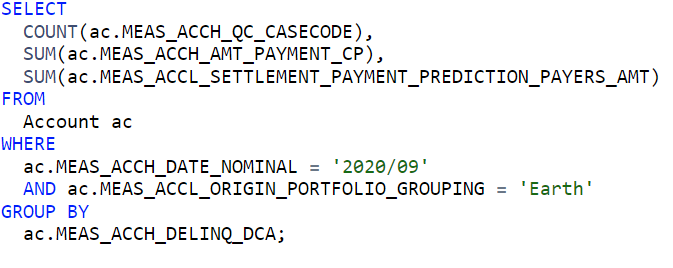 SELECT
COUNT(ac.MEAS_ACCH_QC_CASECODE),
SUM(ac.MEAS_ACCH_AMT_PAYMENT_CP),
SUM(ac.MEAS_ACCL_SETTLEMENT_PAYMENT_PREDICTION_PAYERS_AMT)
FROM
Account ac
WHERE
ac.MEAS_ACCH_DATE_NOMINAL = '2020/09'
AND ac.MEAS_ACCL_ORIGIN_PORTFOLIO_GROUPING = 'Earth'
GROUP BY
ac.MEAS_ACCH_DELINQ_DCA;